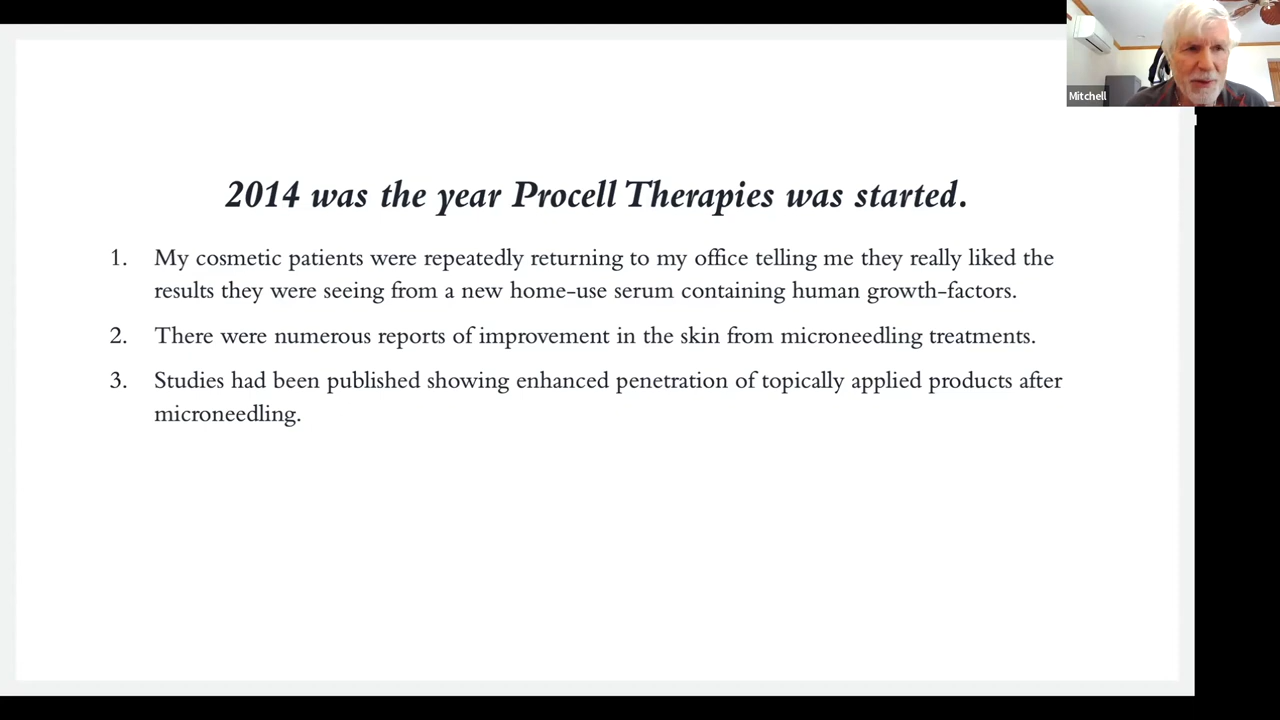 Mitchell
2014 was the year Procell Therapies was started.
1. My cosmetic patients were repeatedly returning to my office telling me they really liked the
results they were seeing from a new home-use serum containing human growth-factors.
2. There were numerous reports of improvement in the skin from microneedling treatments.
3. Studies had been published showing enhanced penetration of topically applied products after
microneedling.